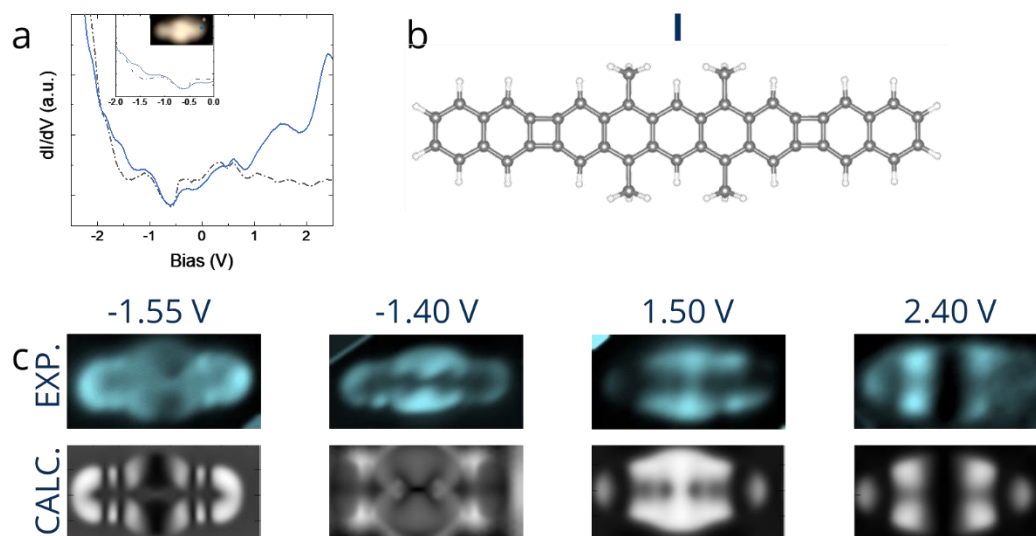 a
b
dI/dV (a.u.)
-2.0 -1.5 -1.0 -0.5 0.0
-2 -1 0 1 2
Bias (V)
-1.55 V -1.40 V 1.50 V 2.40 V
c
EXP.
CALC.